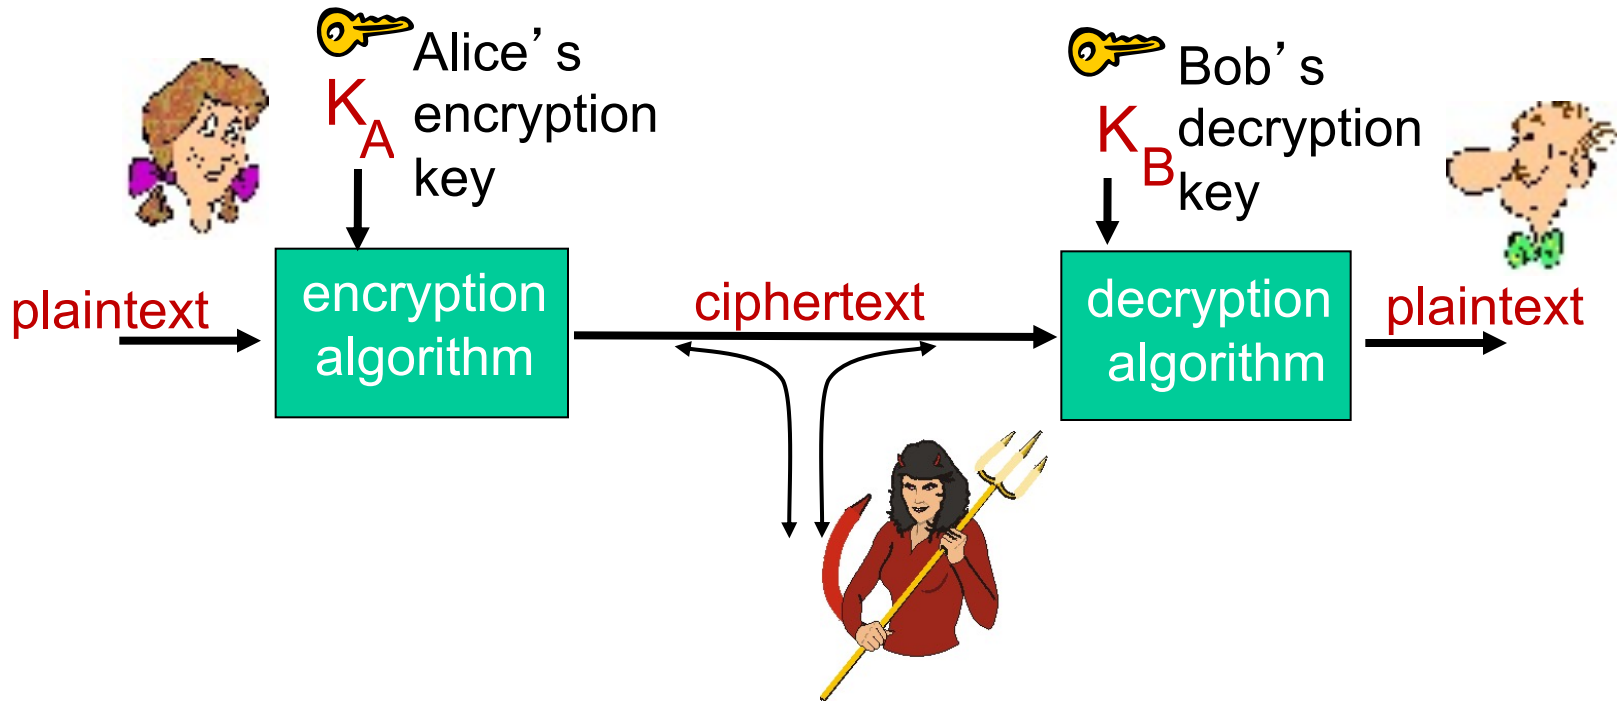 Alice’s
encryption
key
K A
Bob’s
decryption
key
K B
plaintext
encryption
algorithm
ciphertext
decryption
algorithm
plaintext